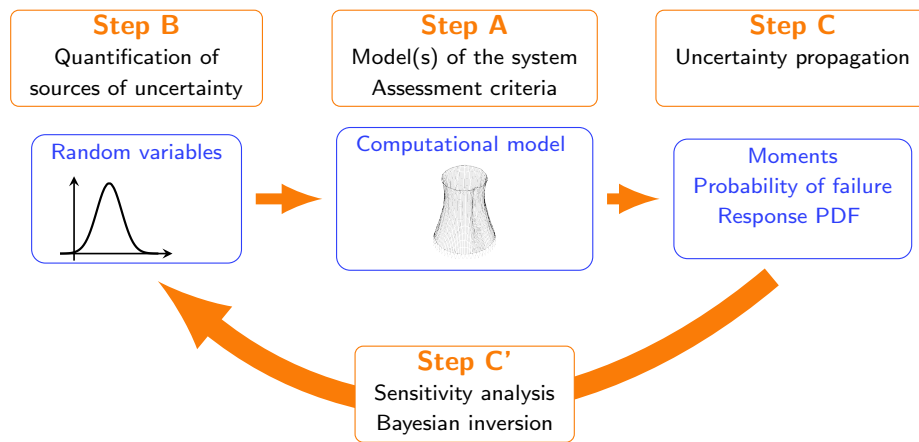 Step B
Quantification of
sources of uncertainty
Step A
Model(s) of the system
Assessment criteria
Step C
Uncertainty propagation
Random variables
Computational model
Moments
Probability of failure
Response PDF
Step C'
Sensitivity analysis
Bayesian inversion